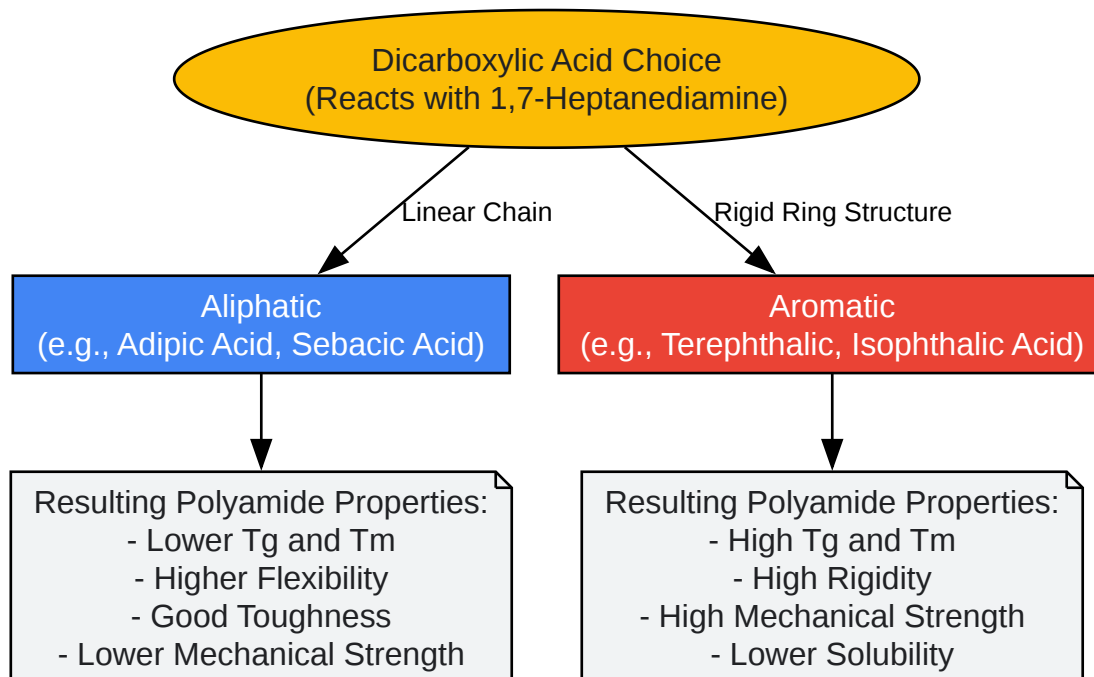 Dicarboxylic Acid Choice
(Reacts with 1,7-Heptanediamine)
Linear Chain
Rigid Ring Structure
Aliphatic
(e.g., Adipic Acid, Sebacic Acid)
Aromatic
(e.g., Terephthalic, Isophthalic Acid)
Resulting Polyamide Properties:
- Lower Tg and Tm
- Higher Flexibility
- Good Toughness
- Lower Mechanical Strength
Resulting Polyamide Properties:
- High Tg and Tm
- High Rigidity
- High Mechanical Strength
- Lower Solubility